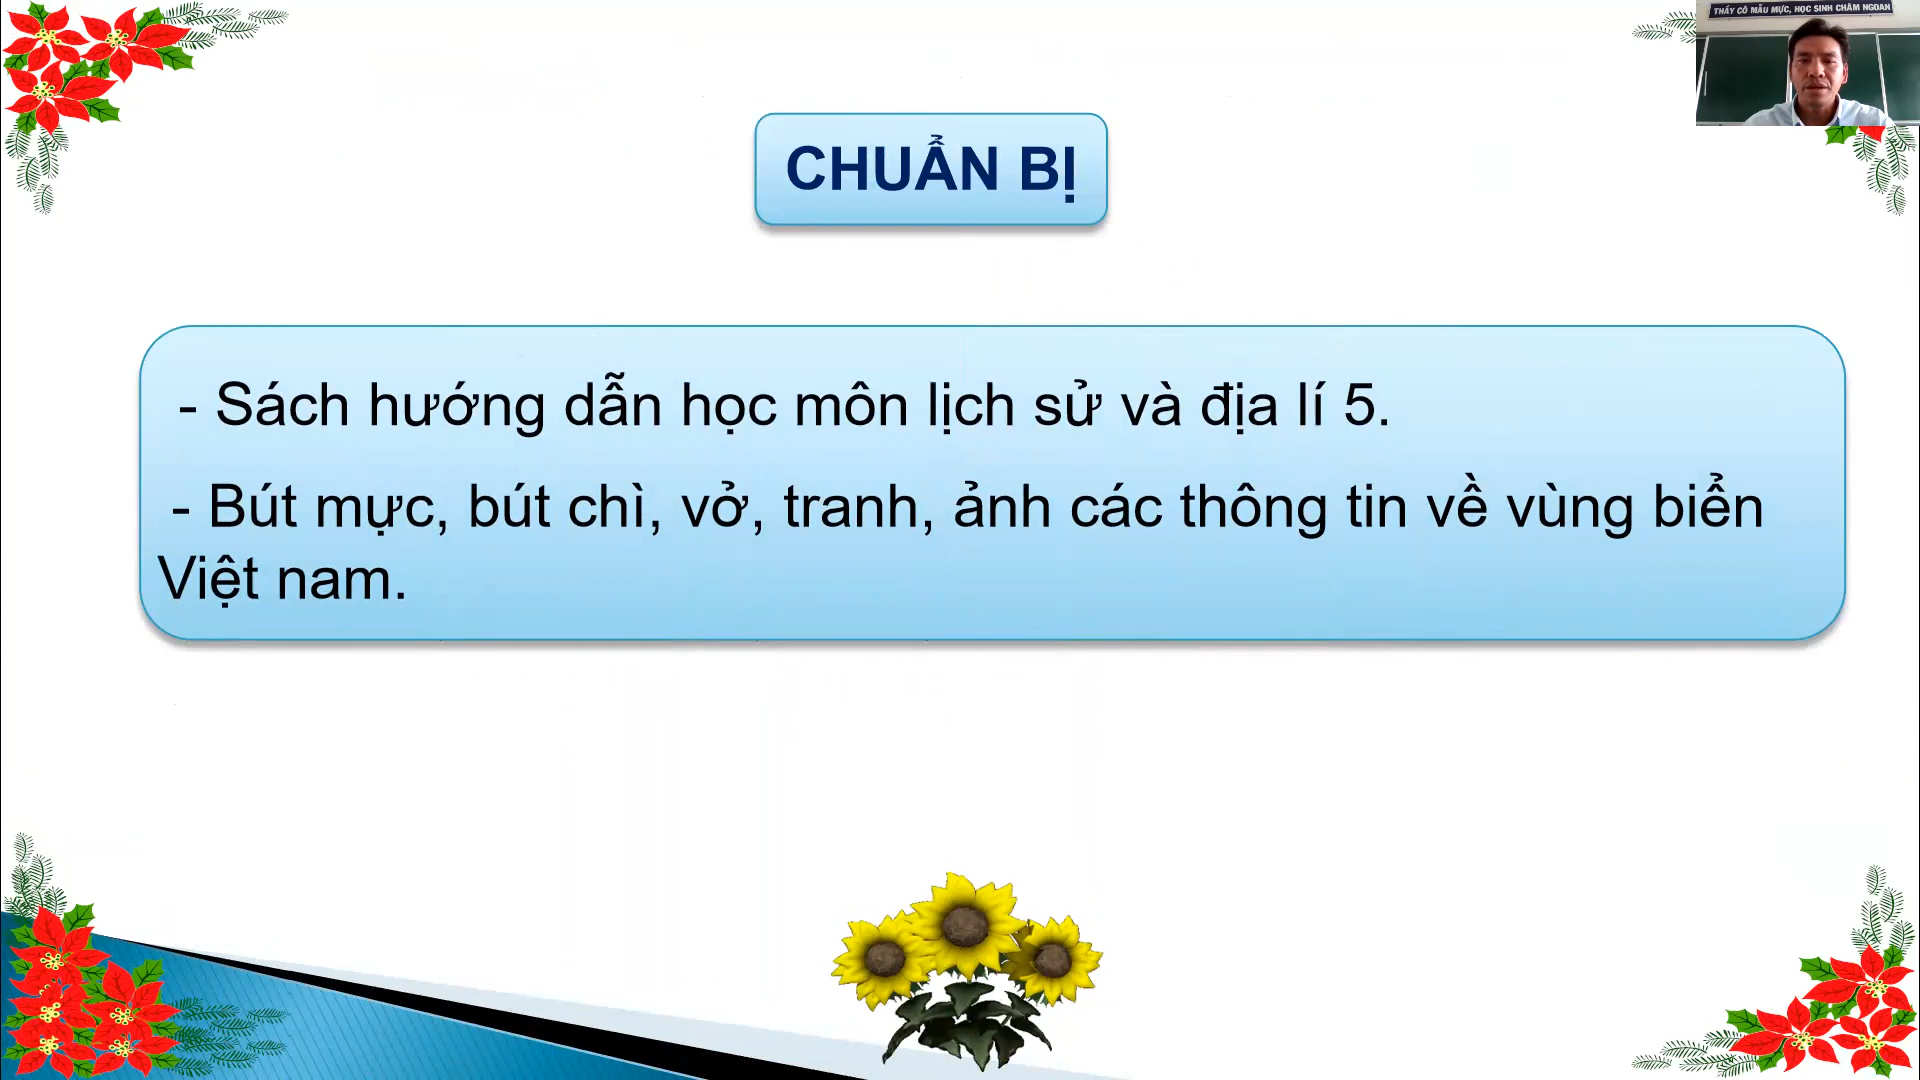 THẦY CÔ MẪU MỰC, HỌC SINH CHĂM NGOAN
CHUẨN BỊ
- Sách hướng dẫn học môn lịch sử và địa lí 5.
- Bút mực, bút chì, vở, tranh, ảnh các thông tin về vùng biển
Việt nam.